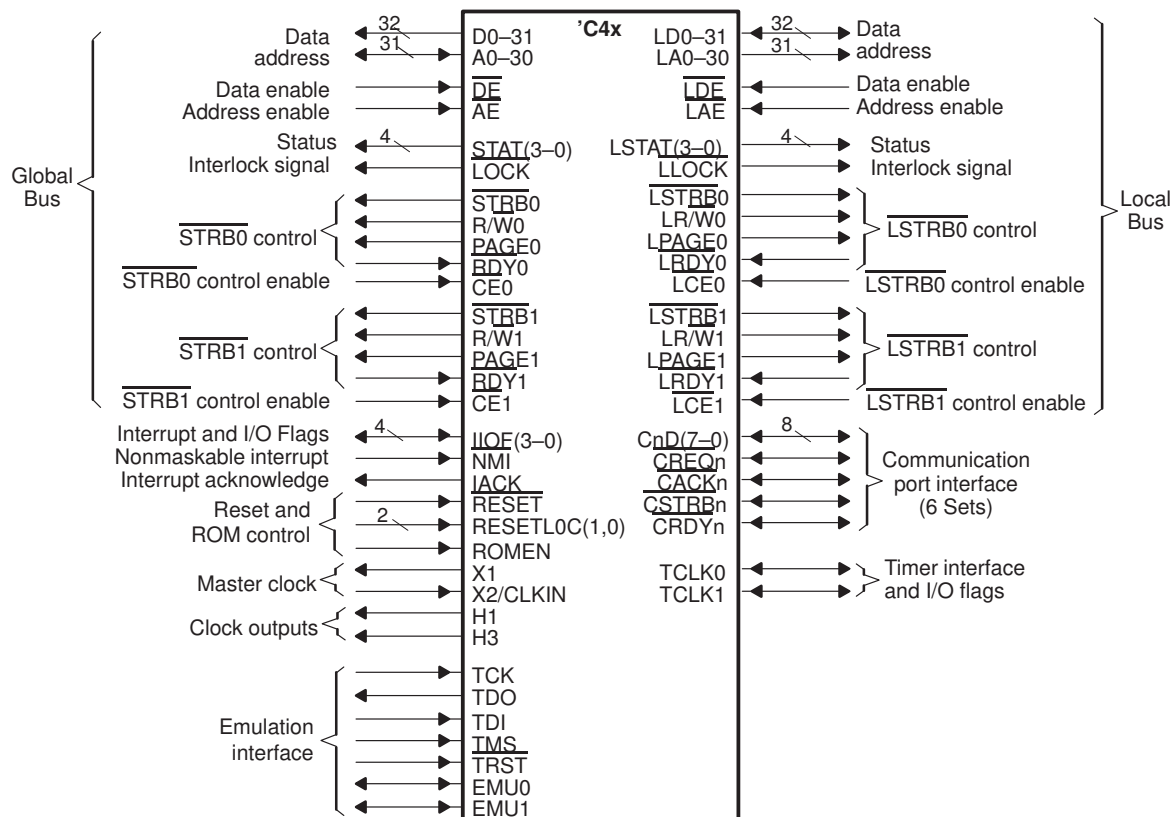 'C4x
Global
Bus
Data
address
32
31
D0–31
A0–30
Data enable
Address enable
DE
AE
Status
Interlock signal
4
STAT(3–0)
LOCK
STRB0 control
STRB0
R/W0
PAGE0
RDY0
STRB0 control enable
CE0
STRB1 control
STRB1
R/W1
PAGE1
RDY1
STRB1 control enable
CE1
Interrupt and I/O Flags
4
IIOF(3–0)
Nonmaskable interrupt
NMI
Interrupt acknowledge
IACK
Reset and
ROM control
RESET
2
RESETL0C(1,0)
ROMEN
Master clock
X1
X2/CLKIN
Clock outputs
H1
H3
Emulation
interface
TCK
TDO
TDI
TMS
TRST
EMU0
EMU1
LD0–31
LA0–30
32
31
Data
address
LDE
LAE
Data enable
Address enable
LSTAT(3–0)
LLOCK
4
Status
Interlock signal
LSTRB0
LR/W0
LPAGE0
LRDY0
LSTRB0 control
LCE0
LSTRB0 control enable
LSTRB1
LR/W1
LPAGE1
LRDY1
LSTRB1 control
LCE1
LSTRB1 control enable
Local
Bus
CnD(7–0)
8
CREQn
CACKn
CSTRBn
CRDYn
Communication
port interface
(6 Sets)
TCLK0
TCLK1
Timer interface
and I/O flags